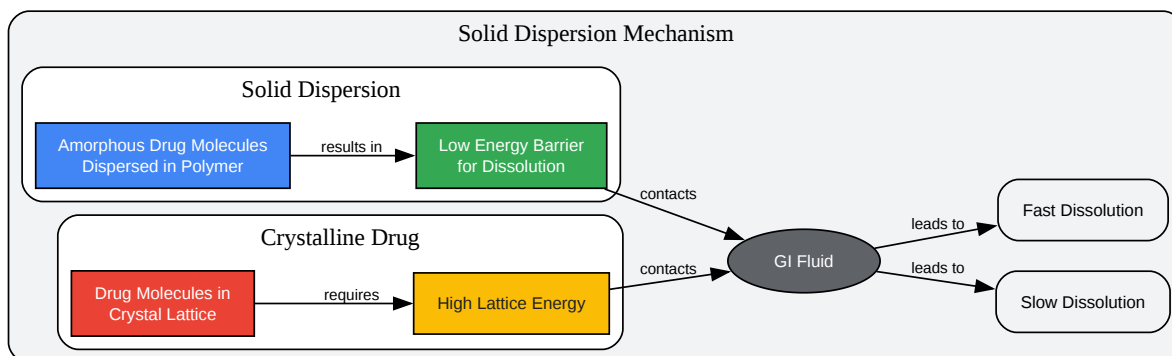 Solid Dispersion Mechanism
Solid Dispersion
Amorphous Drug Molecules
Dispersed in Polymer
results in
Low Energy Barrier
for Dissolution
contacts
Crystalline Drug
Drug Molecules in
Crystal Lattice
requires
High Lattice Energy
contacts
GI Fluid
leads to
Fast Dissolution
leads to
Slow Dissolution